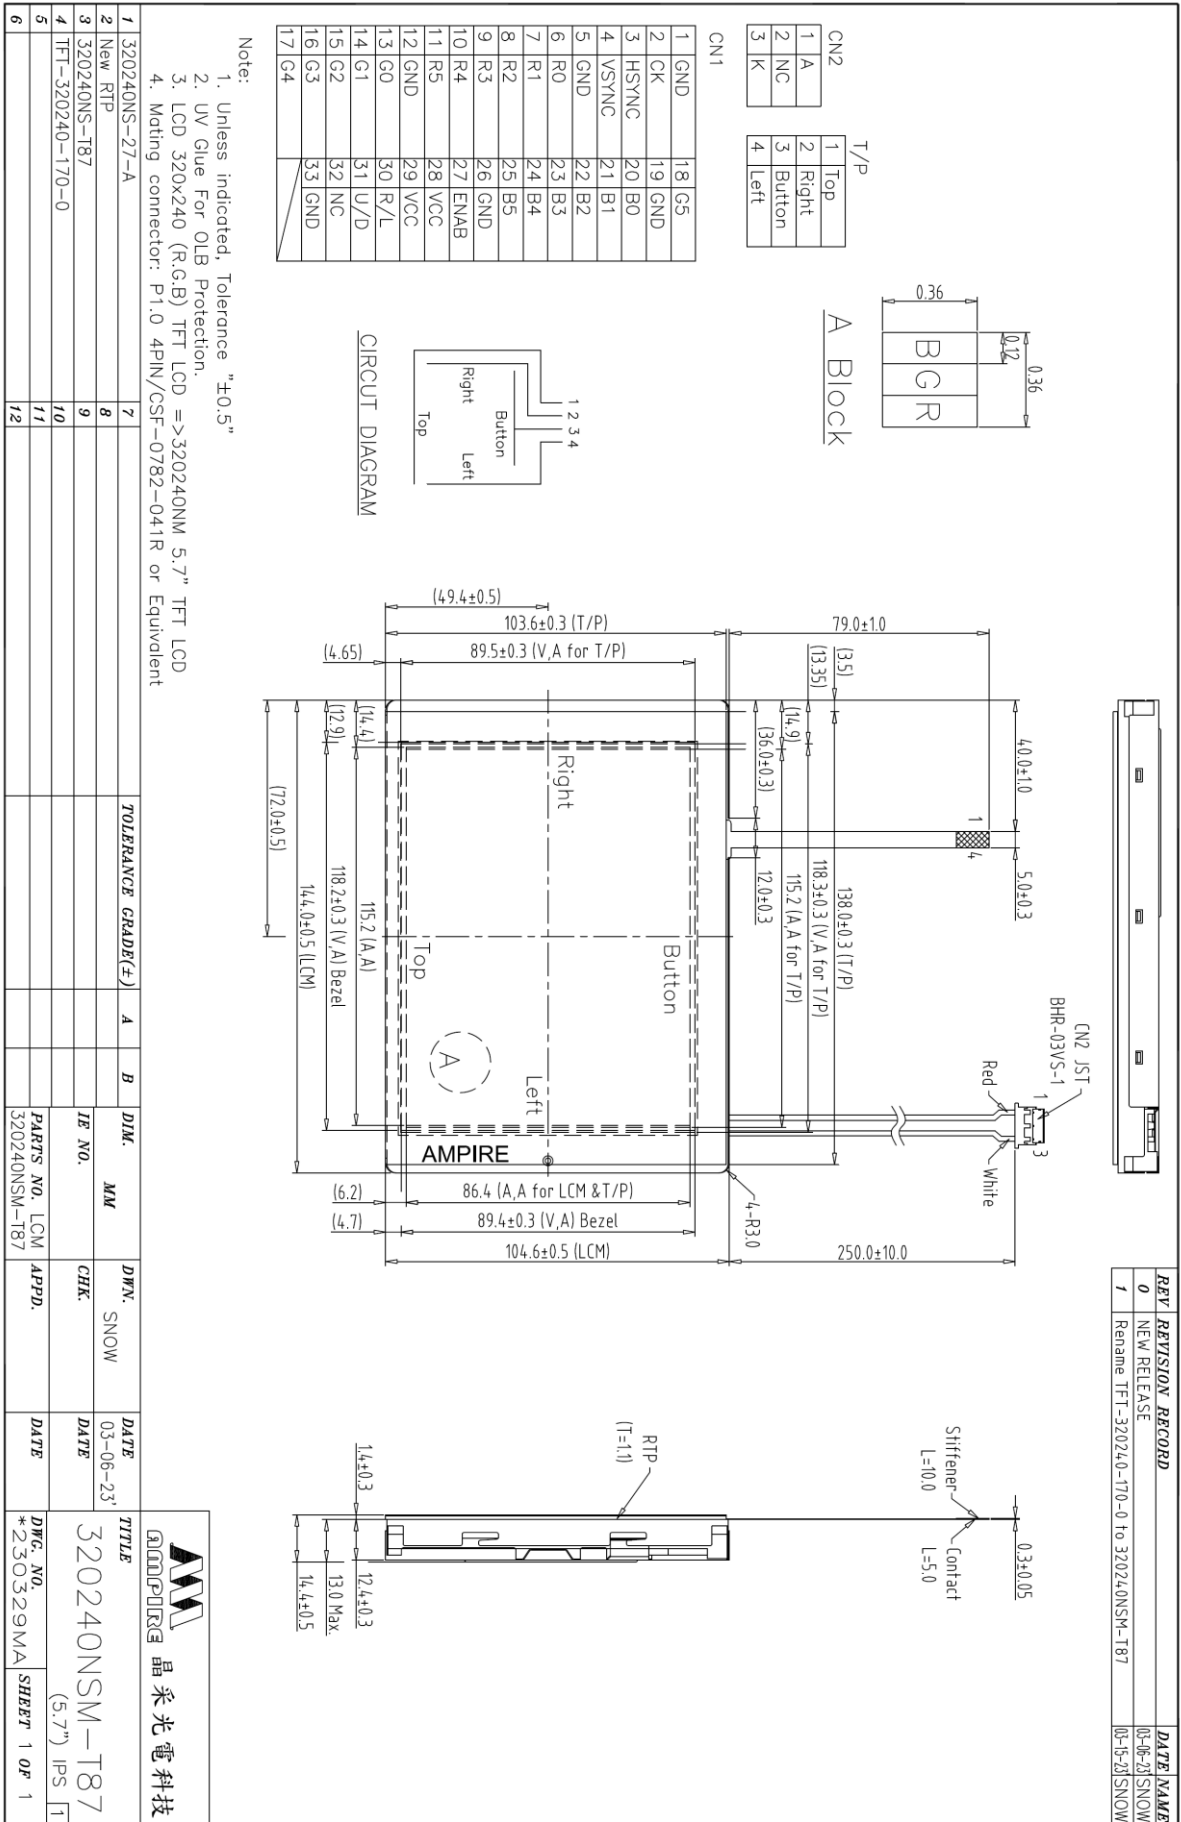 REV REVISION RECORD DATE NAME
0 NEW RELEASE 03-06-23' SNOW
1 Rename TFT-320240-170-0 to 320240NSM-T87 03-15-23' SNOW
CN2
1 A
2 NC
3 K
T/P
1 Top
2 Right
3 Button
4 Left
CN1
1 GND 18 G5
2 CK 19 GND
3 HSYNC 20 B0
4 VSYNC 21 B1
5 GND 22 B2
6 R0 23 B3
7 R1 24 B4
8 R2 25 B5
9 R3 26 GND
10 R4 27 ENAB
11 R5 28 VCC
12 GND 29 VCC
13 G0 30 R/L
14 G1 31 U/D
15 G2 32 NC
16 G3 33 GND
17 G4
0.36
0.12
0.36
B G R
A Block
1 2 3 4
Button
Right Left
Top
CIRCUT DIAGRAM
40.0±1.0
5.0±0.3
1
4
CN2 JST
BHR-03VS-1
1
3
Red
White
79.0±1.0
(3.5)
138.0±0.3 (T/P)
(13.35)
118.3±0.3 (V,A for T/P)
(14.9)
115.2 (A,A for T/P)
(36.0±0.3)
12.0±0.3
4-R3.0
250.0±10.0
(49.4±0.5)
103.6±0.3 (T/P)
89.5±0.3 (V,A for T/P)
(4.65)
Button
Right
Left
Top
A
AMPIRE
86.4 (A,A for LCM &T/P)
(6.2)
89.4±0.3 (V,A) Bezel
(4.7)
104.6±0.5 (LCM)
(14.4)
115.2 (A,A)
(12.9)
118.2±0.3 (V,A) Bezel
144.0±0.5 (LCM)
(72.0±0.5)
0.3±0.05
Stiffener
L=10.0
Contact
L=5.0
RTP
(T=1.1)
1.4±0.3
12.4±0.3
13.0 Max.
14.4±0.5
Note:
1. Unless indicated, Tolerance "±0.5"
2. UV Glue For OLB Protection.
3. LCD 320x240 (R.G.B) TFT LCD =>320240NM 5.7" TFT LCD
4. Mating connector: P1.0 4PIN/CSF-0782-041R or Equivalent
1 320240NS-27-A 7
2 New RTP 8
3 320240NS-T87 9
4 TFT-320240-170-0 10
5 11
6 12
TOLERANCE GRADE(±) A B
DIM. MM
IE NO.
PARTS NO. LCM
320240NSM-T87
DWN. SNOW
CHK.
APPD.
DATE
03-06-23'
DATE
DATE
AMPIRE 晶采光電科技
TITLE
320240NSM-T87
(5.7") IPS 1
DWG. NO.
*230329MA
SHEET 1 OF 1